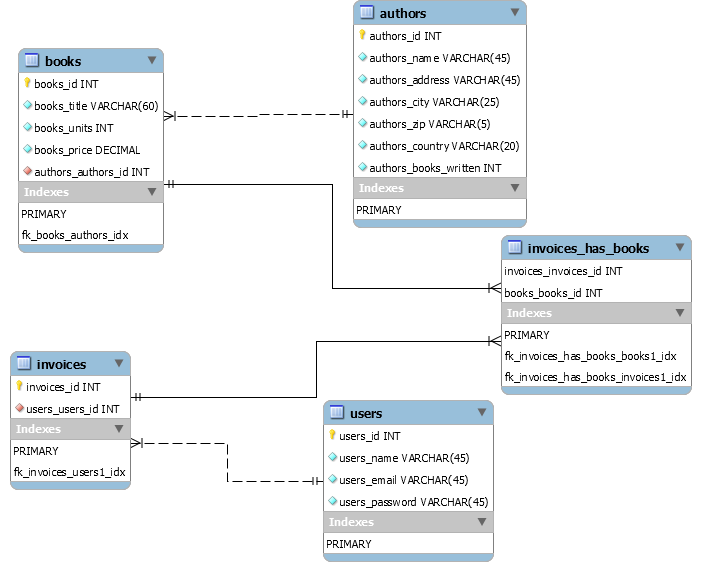 authors
authors_id INT
authors_name VARCHAR(45)
authors_address VARCHAR(45)
authors_city VARCHAR(25)
authors_zip VARCHAR(5)
authors_country VARCHAR(20)
authors_books_written INT
Indexes
PRIMARY
books
books_id INT
books_title VARCHAR(60)
books_units INT
books_price DECIMAL
authors_authors_id INT
Indexes
PRIMARY
fk_books_authors_idx
invoices_has_books
invoices_invoices_id INT
books_books_id INT
Indexes
PRIMARY
fk_invoices_has_books_books1_idx
fk_invoices_has_books_invoices1_idx
invoices
invoices_id INT
users_users_id INT
Indexes
PRIMARY
fk_invoices_users1_idx
users
users_id INT
users_name VARCHAR(45)
users_email VARCHAR(45)
users_password VARCHAR(45)
Indexes
PRIMARY